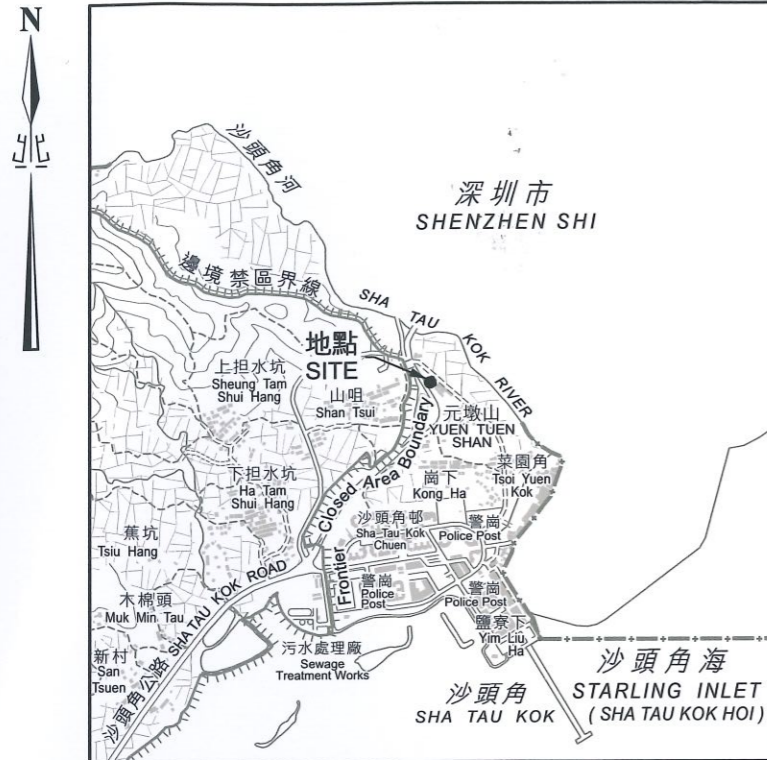 N
北
沙頭角河
深圳市
SHENZHEN SHI
邊境禁區界線
SHA TAU KOK RIVER
地點
SITE
上担水坑
Sheung Tam
Shui Hang
山咀
Shan Tsui
元墩山
YUEN TUEN
SHAN
菜園角
Tsoi Yuen
Kok
崗下
Kong Ha
下担水坑
Ha Tam
Shui Hang
Frontier Closed Area Boundary
沙頭角邨
Sha Tau Kok
Chuen
警崗
Police Post
蕉坑
Tsiu Hang
警崗
Police
Post
警崗
Police Post
木棉頭
Muk Min Tau
鹽寮下
Yim Liu
Ha
沙頭角公路 SHA TAU KOK ROAD
新村
San
Tsuen
污水處理廠
Sewage
Treatment Works
沙頭角
SHA TAU KOK
沙頭角海
STARLING INLET
( SHA TAU KOK HOI )